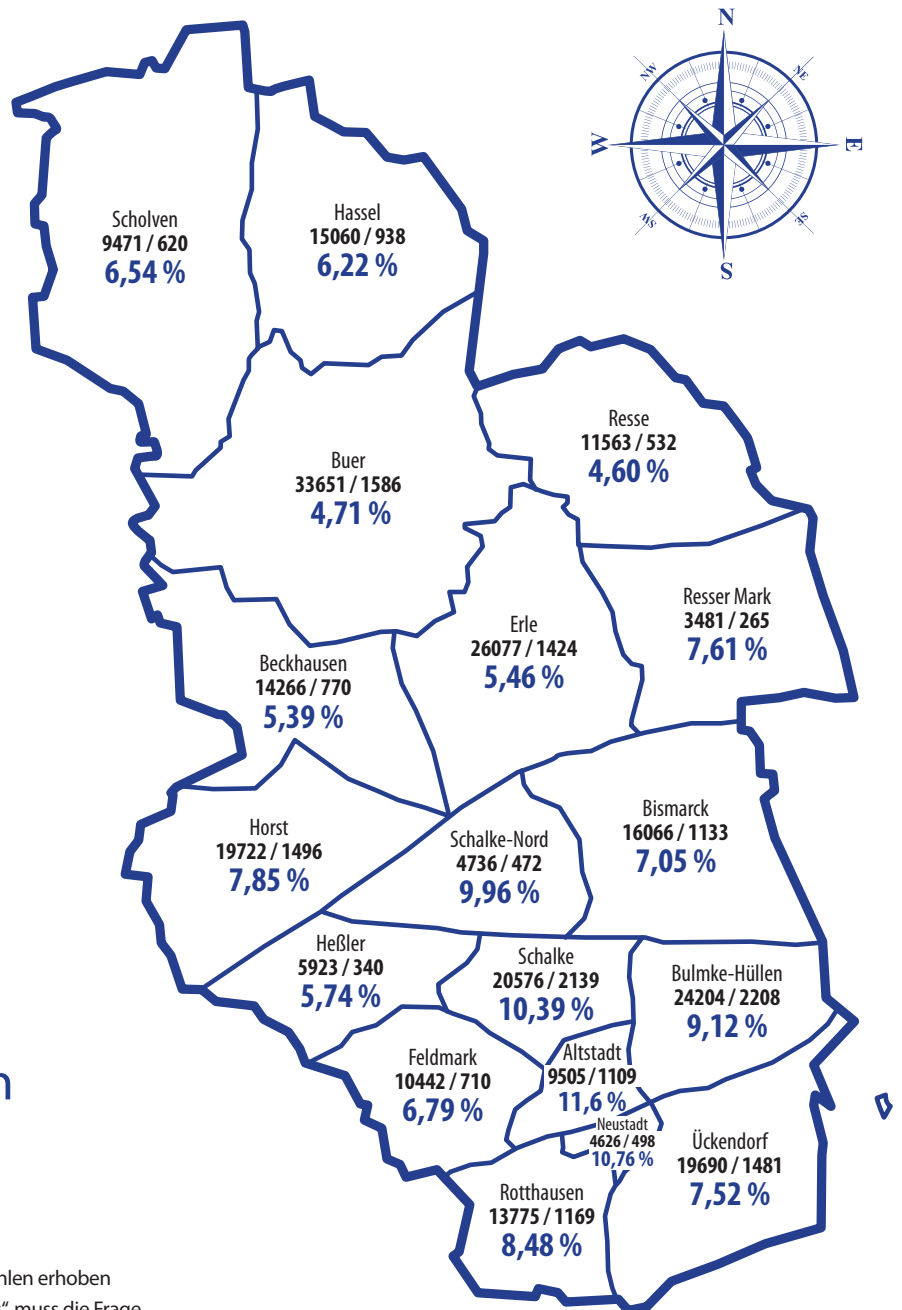 N
NW
NE
W
E
SW
SE
S
Scholven
9471 / 620
6,54 %
Hassel
15060 / 938
6,22 %
Resse
11563 / 532
4,60 %
Buer
33651 / 1586
4,71 %
Resser Mark
3481 / 265
7,61 %
Erle
26077 / 1424
5,46 %
Beckhausen
14266 / 770
5,39 %
Bismarck
16066 / 1133
7,05 %
Horst
19722 / 1496
7,85 %
Schalke-Nord
4736 / 472
9,96 %
Heßler
5923 / 340
5,74 %
Schalke
20576 / 2139
10,39 %
Bulmke-Hüllen
24204 / 2208
9,12 %
Feldmark
10442 / 710
6,79 %
Altstadt
9505 / 1109
11,6 %
Neustadt
4626 / 498
10,76 %
Ückendorf
19690 / 1481
7,52 %
Rotthausen
13775 / 1169
8,48 %
n
hlen erhoben
“ muss die Frage